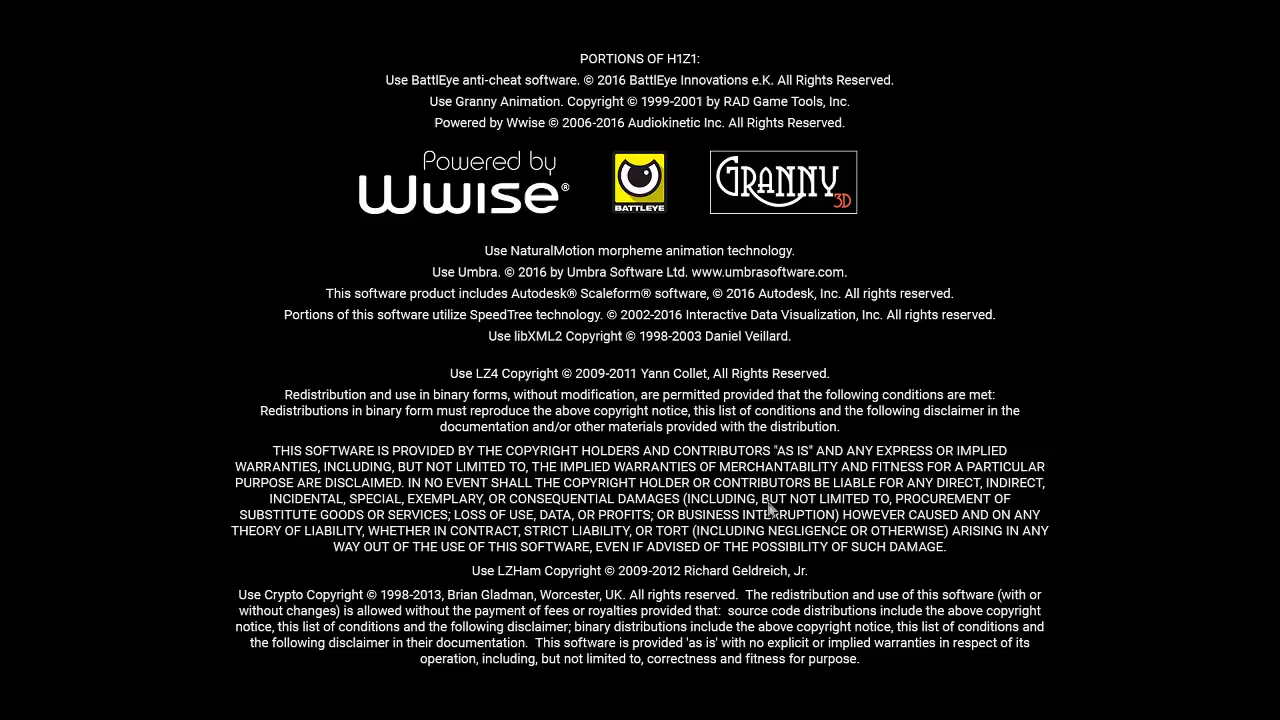 PORTIONS OF H1Z1:
Use BattlEye anti-cheat software. © 2016 BattlEye Innovations e.K. All Rights Reserved.
Use Granny Animation. Copyright © 1999-2001 by RAD Game Tools, Inc.
Powered by Wwise © 2006-2016 Audiokinetic Inc. All Rights Reserved.
Powered by
Wwise®
BATTLEYE
GRANNY
3D
Use NaturalMotion morpheme animation technology.
Use Umbra. © 2016 by Umbra Software Ltd. www.umbrasoftware.com.
This software product includes Autodesk® Scaleform® software, © 2016 Autodesk, Inc. All rights reserved.
Portions of this software utilize SpeedTree technology. © 2002-2016 Interactive Data Visualization, Inc. All rights reserved.
Use libXML2 Copyright © 1998-2003 Daniel Veillard.
Use LZ4 Copyright © 2009-2011 Yann Collet, All Rights Reserved.
Redistribution and use in binary forms, without modification, are permitted provided that the following conditions are met:
Redistributions in binary form must reproduce the above copyright notice, this list of conditions and the following disclaimer in the
documentation and/or other materials provided with the distribution.
THIS SOFTWARE IS PROVIDED BY THE COPYRIGHT HOLDERS AND CONTRIBUTORS "AS IS" AND ANY EXPRESS OR IMPLIED
WARRANTIES, INCLUDING, BUT NOT LIMITED TO, THE IMPLIED WARRANTIES OF MERCHANTABILITY AND FITNESS FOR A PARTICULAR
PURPOSE ARE DISCLAIMED. IN NO EVENT SHALL THE COPYRIGHT HOLDER OR CONTRIBUTORS BE LIABLE FOR ANY DIRECT, INDIRECT,
INCIDENTAL, SPECIAL, EXEMPLARY, OR CONSEQUENTIAL DAMAGES (INCLUDING, BUT NOT LIMITED TO, PROCUREMENT OF
SUBSTITUTE GOODS OR SERVICES; LOSS OF USE, DATA, OR PROFITS; OR BUSINESS INTERRUPTION) HOWEVER CAUSED AND ON ANY
THEORY OF LIABILITY, WHETHER IN CONTRACT, STRICT LIABILITY, OR TORT (INCLUDING NEGLIGENCE OR OTHERWISE) ARISING IN ANY
WAY OUT OF THE USE OF THIS SOFTWARE, EVEN IF ADVISED OF THE POSSIBILITY OF SUCH DAMAGE.
Use LZHam Copyright © 2009-2012 Richard Geldreich, Jr.
Use Crypto Copyright © 1998-2013, Brian Gladman, Worcester, UK. All rights reserved.  The redistribution and use of this software (with or
without changes) is allowed without the payment of fees or royalties provided that:  source code distributions include the above copyright
notice, this list of conditions and the following disclaimer; binary distributions include the above copyright notice, this list of conditions and
the following disclaimer in their documentation.  This software is provided 'as is' with no explicit or implied warranties in respect of its
operation, including, but not limited to, correctness and fitness for purpose.